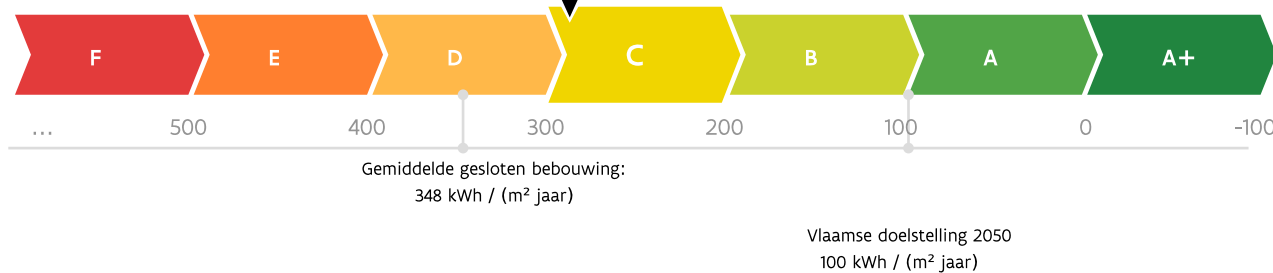 F E D C B A A+
... 500 400 300 200 100 0 -100
Gemiddelde gesloten bebouwing:
348 kWh / (m² jaar)
Vlaamse doelstelling 2050
100 kWh / (m² jaar)